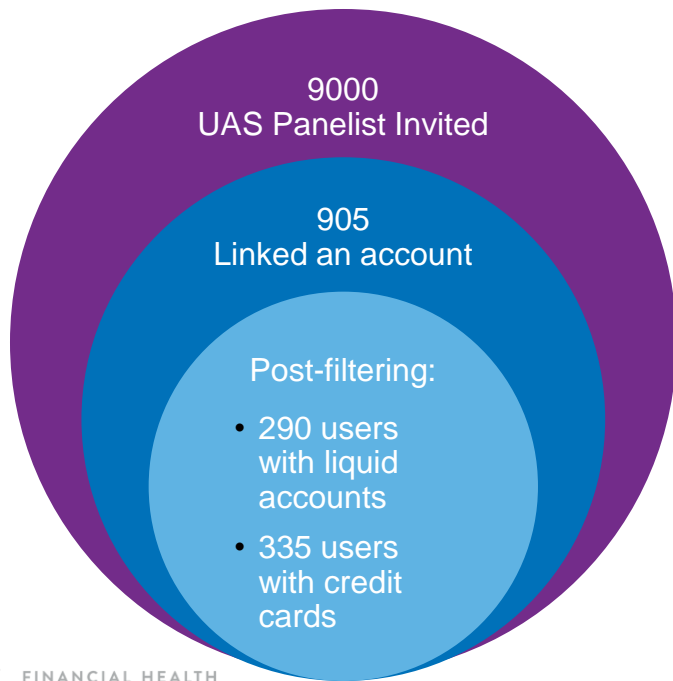 9000
UAS Panelist Invited
905
Linked an account
Post-filtering:
• 290 users
with liquid
accounts
• 335 users
with credit
cards
FINANCIAL HEALTH